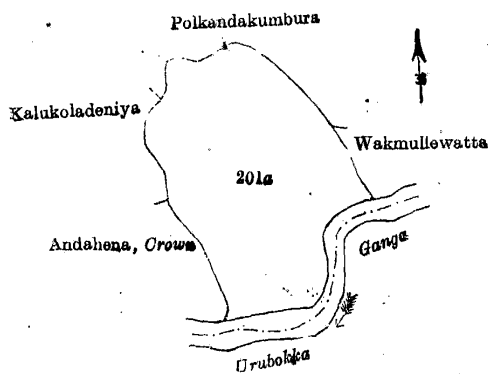 Polkandakumbura
Kalukoladeniya
Wakmullewatta
201a
Andahena, Crown
Ganga
Urubokka